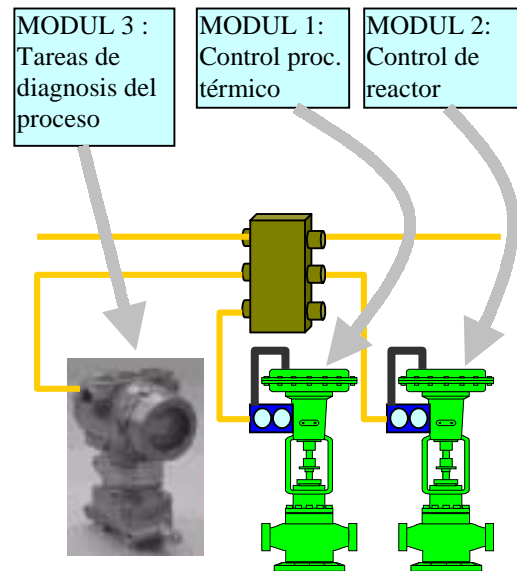 MODUL 3 :
Tareas de
diagnosis del
proceso
MODUL 1:
Control proc.
térmico
MODUL 2:
Control de
reactor